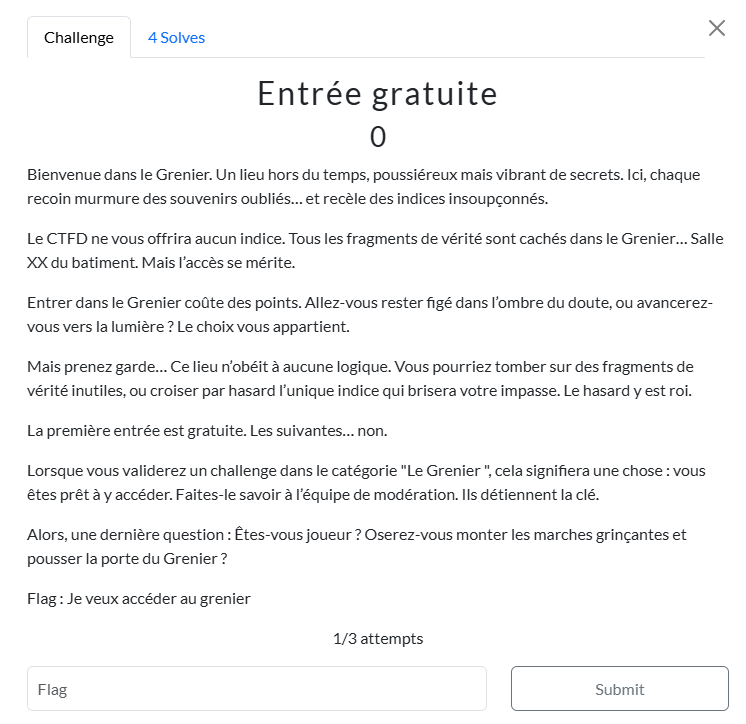 Challenge
4 Solves
Entrée gratuite
0
Bienvenue dans le Grenier. Un lieu hors du temps, poussiéreux mais vibrant de secrets. Ici, chaque
recoin murmure des souvenirs oubliés… et recèle des indices insoupçonnés.
Le CTFD ne vous offrira aucun indice. Tous les fragments de vérité sont cachés dans le Grenier… Salle
XX du batiment. Mais l’accès se mérite.
Entrer dans le Grenier coûte des points. Allez-vous rester figé dans l’ombre du doute, ou avancerez-
vous vers la lumière ? Le choix vous appartient.
Mais prenez garde… Ce lieu n’obéit à aucune logique. Vous pourriez tomber sur des fragments de
vérité inutiles, ou croiser par hasard l’unique indice qui brisera votre impasse. Le hasard y est roi.
La première entrée est gratuite. Les suivantes… non.
Lorsque vous validerez un challenge dans le catégorie "Le Grenier ", cela signifiera une chose : vous
êtes prêt à y accéder. Faites-le savoir à l’équipe de modération. Ils détiennent la clé.
Alors, une dernière question : Êtes-vous joueur ? Oserez-vous monter les marches grinçantes et
pousser la porte du Grenier ?
Flag : Je veux accéder au grenier
1/3 attempts
Flag
Submit